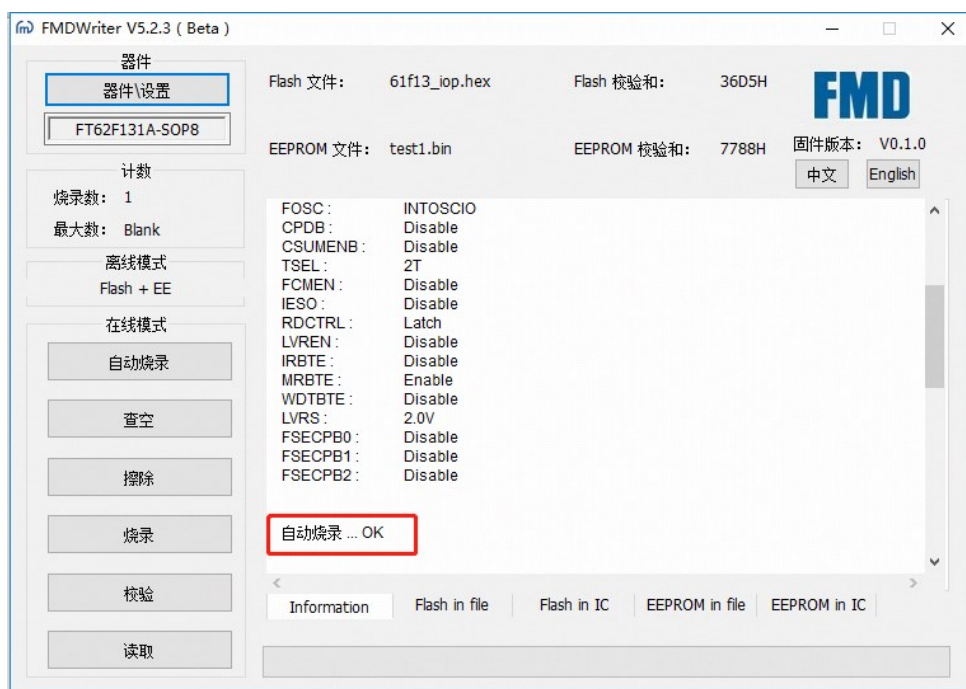 FMDWriter V5.2.3 ( Beta )
器件
器件\设置
FT62F131A-SOP8
计数
烧录数： 1
最大数： Blank
离线模式
Flash + EE
在线模式
自动烧录
查空
擦除
烧录
校验
读取
Flash 文件： 61f13_iop.hex Flash 校验和： 36D5H
EEPROM 文件： test1.bin EEPROM 校验和： 7788H
FMD
固件版本： V0.1.0
中文 English
FOSC : INTOSCIO
CPDB : Disable
CSUMENB : Disable
TSEL : 2T
FCMEN : Disable
IESO : Disable
RDCTRL : Latch
LVREN : Disable
IRBTE : Disable
MRBTE : Enable
WDTBTE : Disable
LVRS : 2.0V
FSECPB0 : Disable
FSECPB1 : Disable
FSECPB2 : Disable
自动烧录 ... OK
Information Flash in file Flash in IC EEPROM in file EEPROM in IC